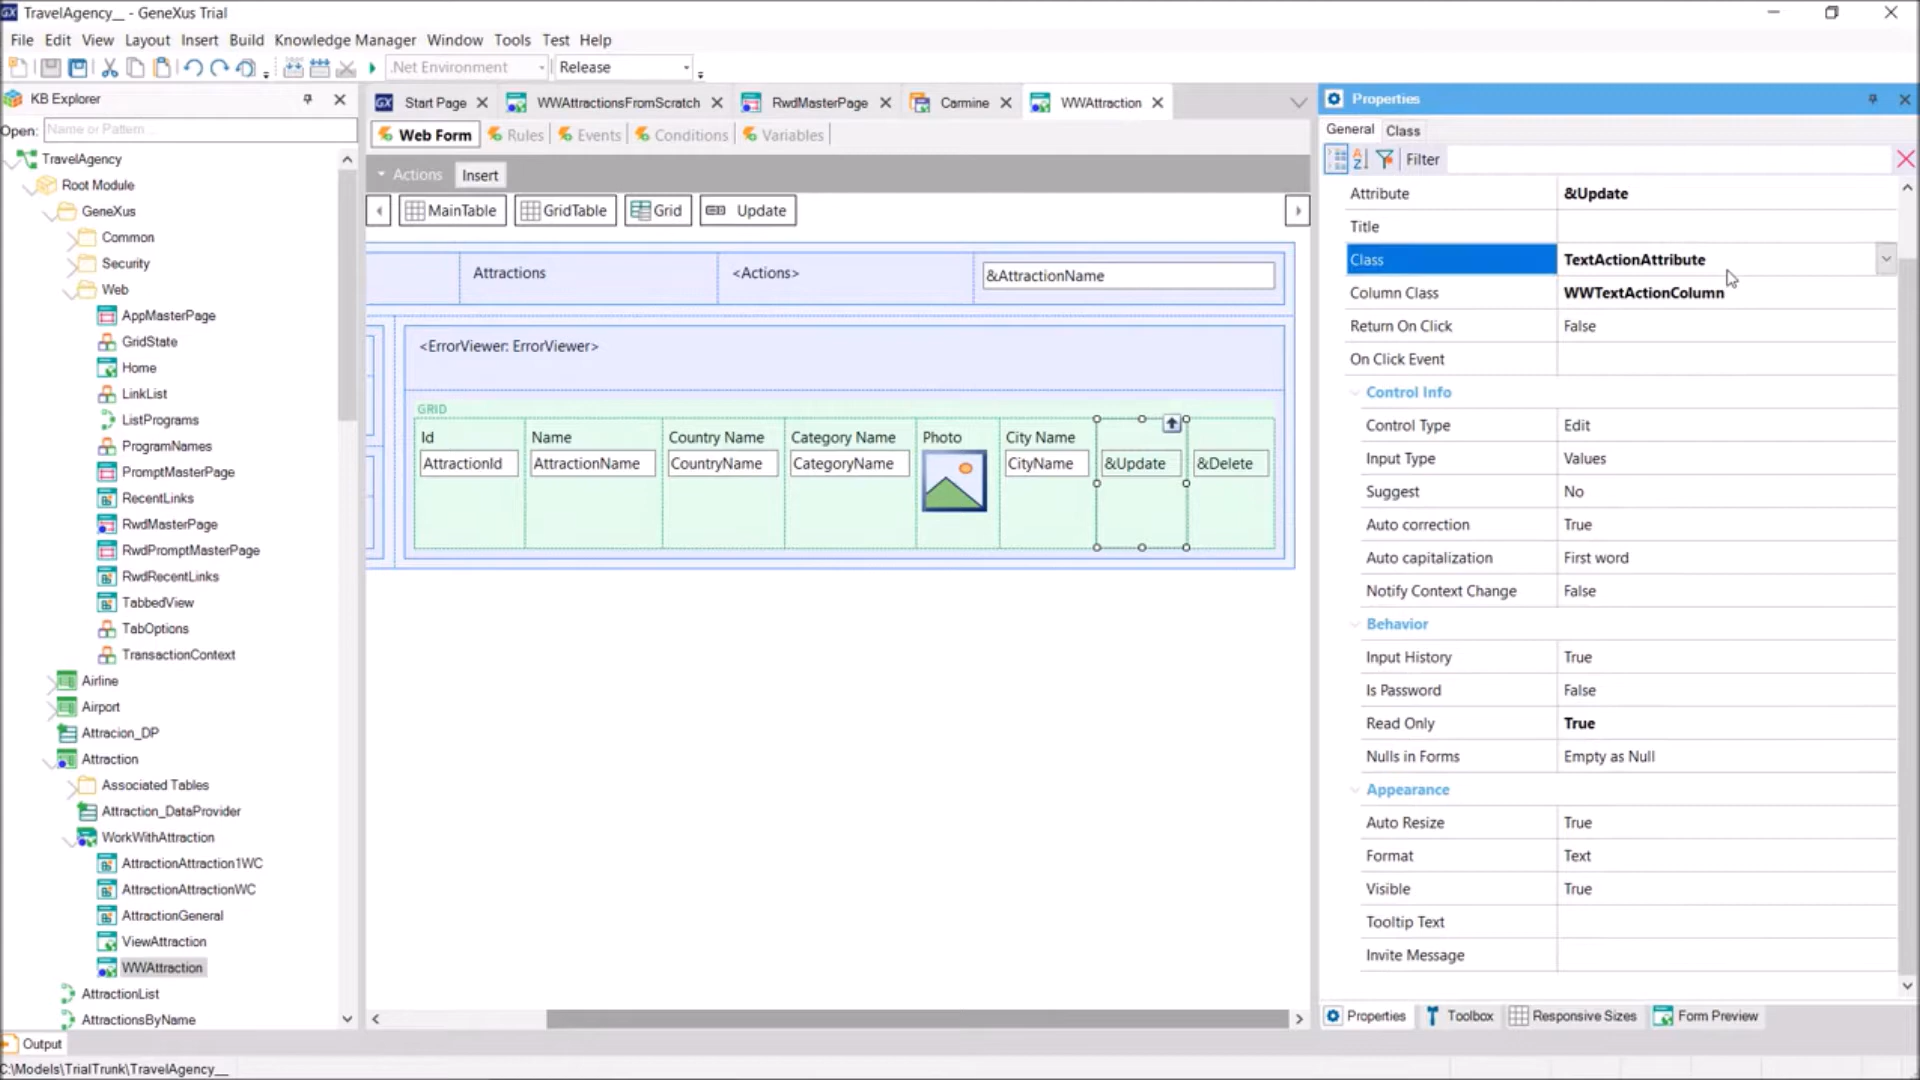 TravelAgency__ - GeneXus Trial
File Edit View Layout Insert Build Knowledge Manager Window Tools Test Help
.Net Environment Release
KB Explorer
Open: Name or Pattern...
TravelAgency
Root Module
GeneXus
Common
Security
Web
AppMasterPage
GridState
Home
LinkList
ListPrograms
ProgramNames
PromptMasterPage
RecentLinks
RwdMasterPage
RwdPromptMasterPage
RwdRecentLinks
TabbedView
TabOptions
TransactionContext
Airline
Airport
Attracion_DP
Attraction
Associated Tables
Attraction_DataProvider
WorkWithAttraction
AttractionAttraction1WC
AttractionAttractionWC
AttractionGeneral
ViewAttraction
WWAttraction
AttractionList
AttractionsByName
Start Page WWAttractionsFromScratch RwdMasterPage Carmine WWAttraction
Web Form Rules Events Conditions Variables
Actions Insert
MainTable GridTable Grid Update
Attractions <Actions> &AttractionName
<ErrorViewer: ErrorViewer>
GRID
Id Name Country Name Category Name Photo City Name
AttractionId AttractionName CountryName CategoryName CityName &Update &Delete
Properties
General Class
Filter
Attribute &Update
Title
Class TextActionAttribute
Column Class WWTextActionColumn
Return On Click False
On Click Event
Control Info
Control Type Edit
Input Type Values
Suggest No
Auto correction True
Auto capitalization First word
Notify Context Change False
Behavior
Input History True
Is Password False
Read Only True
Nulls in Forms Empty as Null
Appearance
Auto Resize True
Format Text
Visible True
Tooltip Text
Invite Message
Properties Toolbox Responsive Sizes Form Preview
Output
C:\Models\TrialTrunk\TravelAgency__